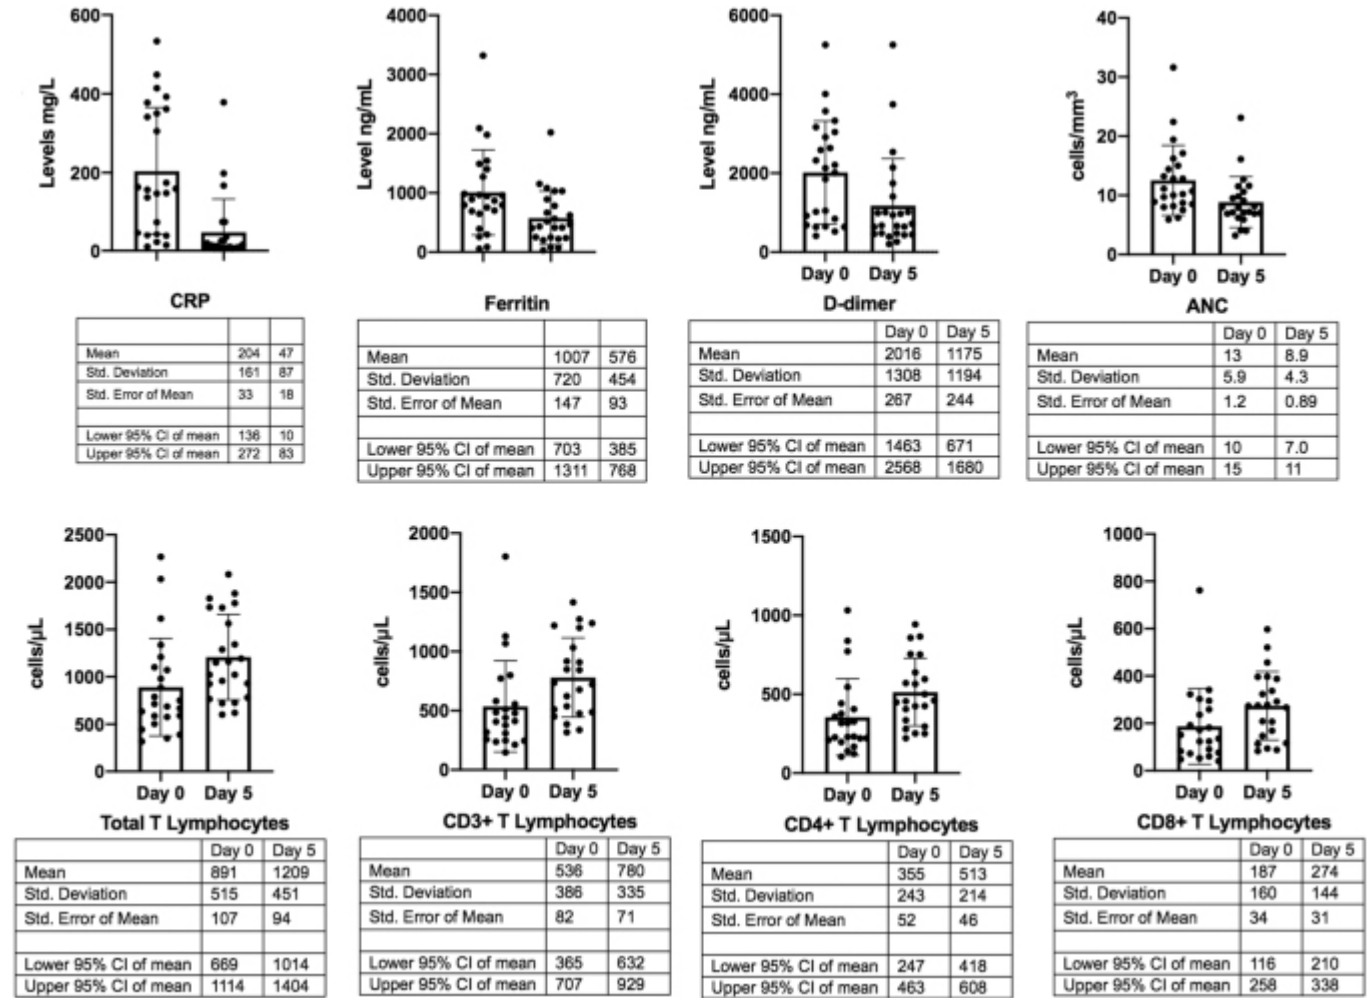 600
400
200
0
Levels mg/L
CRP
Mean 204 47
Std. Deviation 161 87
Std. Error of Mean 33 18
Lower 95% CI of mean 136 10
Upper 95% CI of mean 272 83
4000
3000
2000
1000
0
Level ng/mL
Ferritin
Mean 1007 576
Std. Deviation 720 454
Std. Error of Mean 147 93
Lower 95% CI of mean 703 385
Upper 95% CI of mean 1311 768
6000
4000
2000
0
Level ng/mL
Day 0 Day 5
D-dimer
Day 0 Day 5
Mean 2016 1175
Std. Deviation 1308 1194
Std. Error of Mean 267 244
Lower 95% CI of mean 1463 671
Upper 95% CI of mean 2568 1680
40
30
20
10
0
cells/mm³
Day 0 Day 5
ANC
Day 0 Day 5
Mean 13 8.9
Std. Deviation 5.9 4.3
Std. Error of Mean 1.2 0.89
Lower 95% CI of mean 10 7.0
Upper 95% CI of mean 15 11
2500
2000
1500
1000
500
0
cells/μL
Day 0 Day 5
Total T Lymphocytes
Day 0 Day 5
Mean 891 1209
Std. Deviation 515 451
Std. Error of Mean 107 94
Lower 95% CI of mean 669 1014
Upper 95% CI of mean 1114 1404
2000
1500
1000
500
0
cells/μL
Day 0 Day 5
CD3+ T Lymphocytes
Day 0 Day 5
Mean 536 780
Std. Deviation 386 335
Std. Error of Mean 82 71
Lower 95% CI of mean 365 632
Upper 95% CI of mean 707 929
1500
1000
500
0
cells/μL
Day 0 Day 5
CD4+ T Lymphocytes
Day 0 Day 5
Mean 355 513
Std. Deviation 243 214
Std. Error of Mean 52 46
Lower 95% CI of mean 247 418
Upper 95% CI of mean 463 608
1000
800
600
400
200
0
cells/μL
Day 0 Day 5
CD8+ T Lymphocytes
Day 0 Day 5
Mean 187 274
Std. Deviation 160 144
Std. Error of Mean 34 31
Lower 95% CI of mean 116 210
Upper 95% CI of mean 258 338